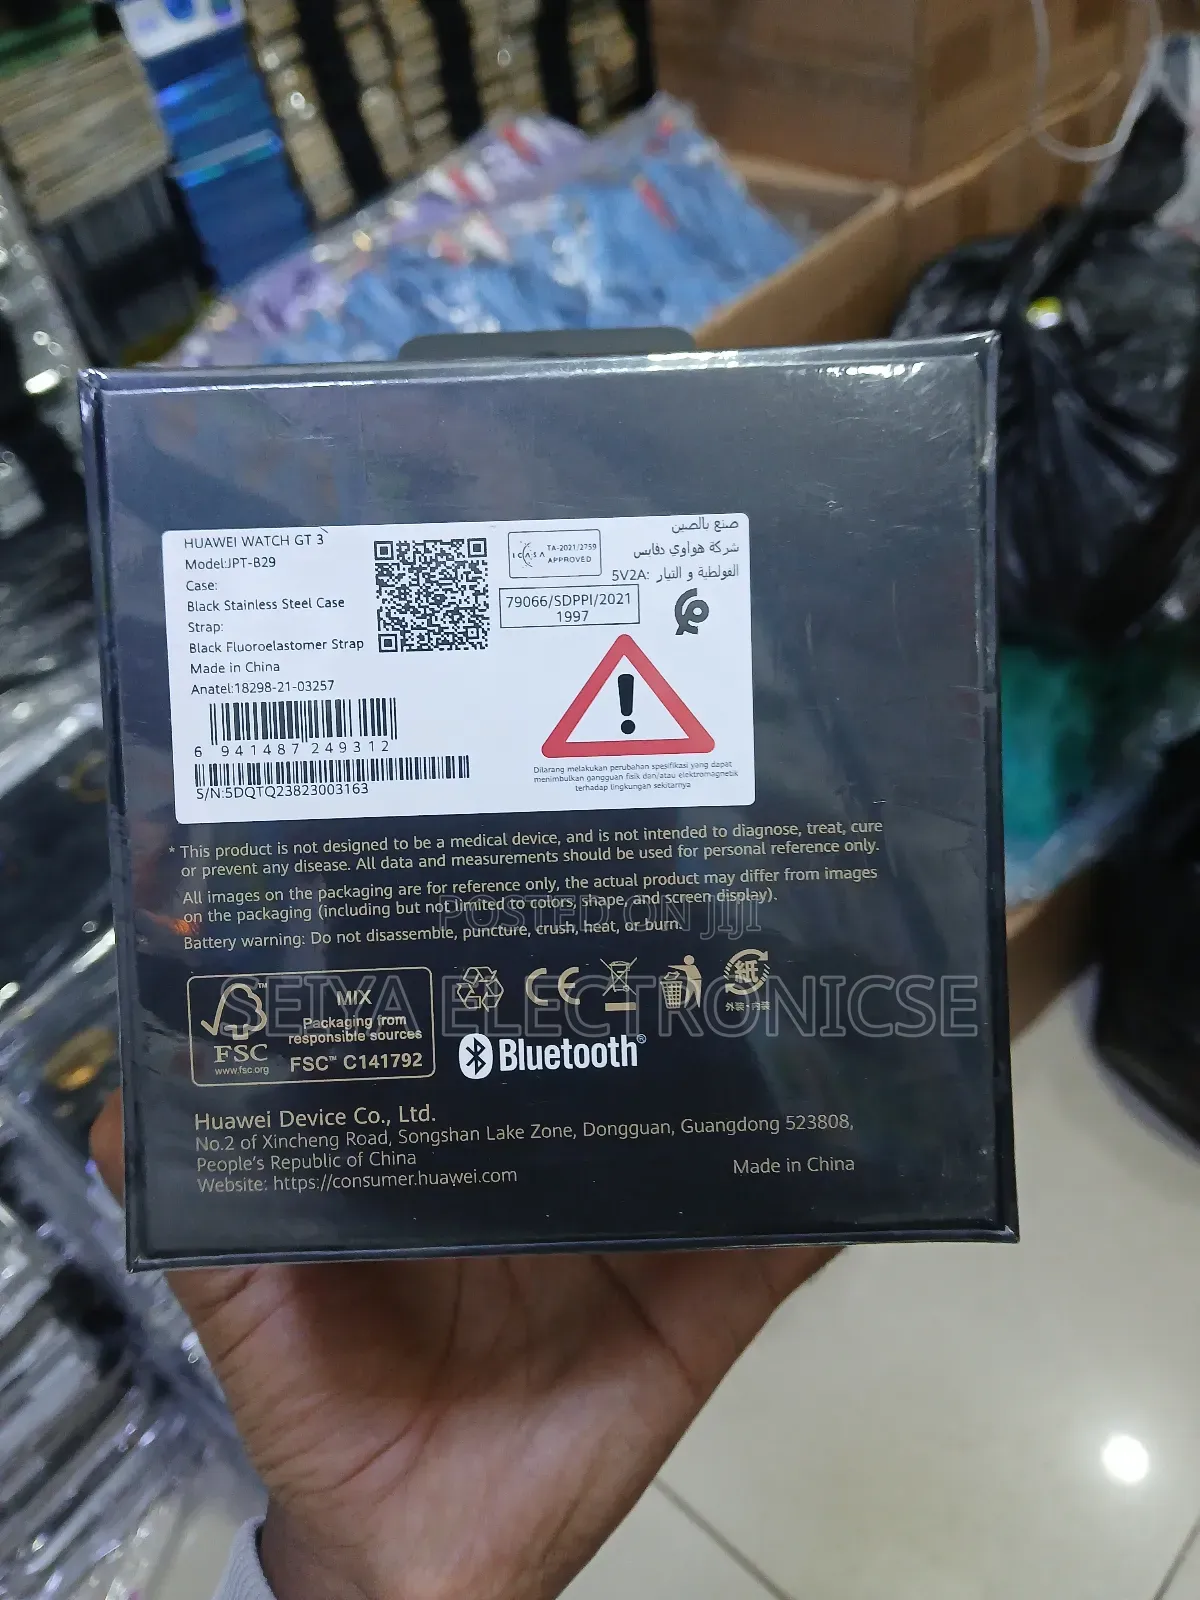 HUAWEI WATCH GT 3
Model:JPT-B29
Case:
Black Stainless Steel Case
Strap:
Black Fluoroelastomer Strap
Made in China
Anatel:18298-21-03257
6 941487 249312
S/N:5DQTQ23823003163
ICASA TA-2021/2759
APPROVED
79066/SDPPI/2021
1997
صنع بالصين
شركة هواوي دفايس
الفولطية و التيار :5V2A
Dilarang melakukan perubahan spesifikasi yang dapat
menimbulkan gangguan fisik dan/atau elektromagnetik
terhadap lingkungan sekitarnya
* This product is not designed to be a medical device, and is not intended to diagnose, treat, cure
or prevent any disease. All data and measurements should be used for personal reference only.
All images on the packaging are for reference only, the actual product may differ from images
on the packaging (including but not limited to colors, shape, and screen display).
Battery warning: Do not disassemble, puncture, crush, heat, or burn.
POSTED ON JIJI
SEIYA ELECTRONICSE
FSC™
www.fsc.org
MIX
Packaging from
responsible sources
FSC™ C141792
CE
紙
外装・内装
Bluetooth®
Huawei Device Co., Ltd.
No.2 of Xincheng Road, Songshan Lake Zone, Dongguan, Guangdong 523808,
People's Republic of China
Website: https://consumer.huawei.com
Made in China